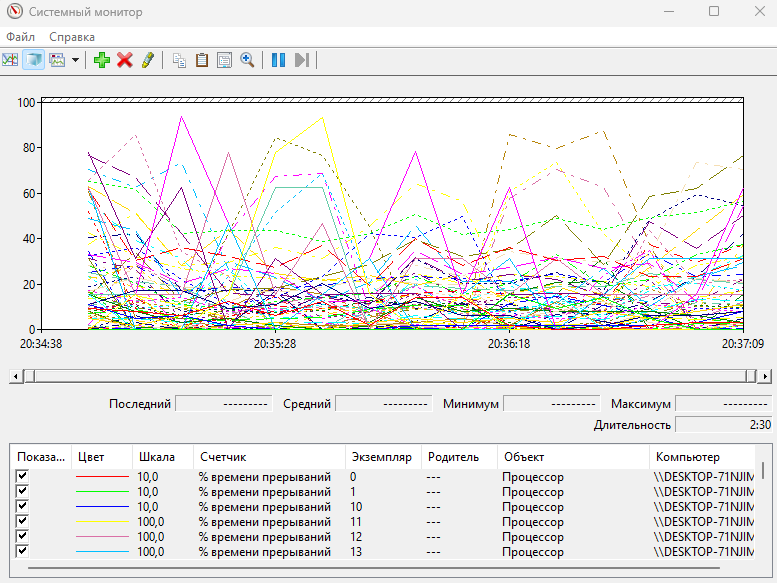 Системный монитор
Файл Справка
100
80
60
40
20
0
20:34:38 20:35:28 20:36:18 20:37:09
Последний --------- Средний --------- Минимум --------- Максимум ---------
Длительность 2:30
Показа... Цвет Шкала Счетчик Экземпляр Родитель Объект Компьютер
10,0 % времени прерываний 0 --- Процессор \\DESKTOP-71NJIM
10,0 % времени прерываний 1 --- Процессор \\DESKTOP-71NJIM
10,0 % времени прерываний 10 --- Процессор \\DESKTOP-71NJIM
100,0 % времени прерываний 11 --- Процессор \\DESKTOP-71NJIM
100,0 % времени прерываний 12 --- Процессор \\DESKTOP-71NJIM
100,0 % времени прерываний 13 --- Процессор \\DESKTOP-71NJIM